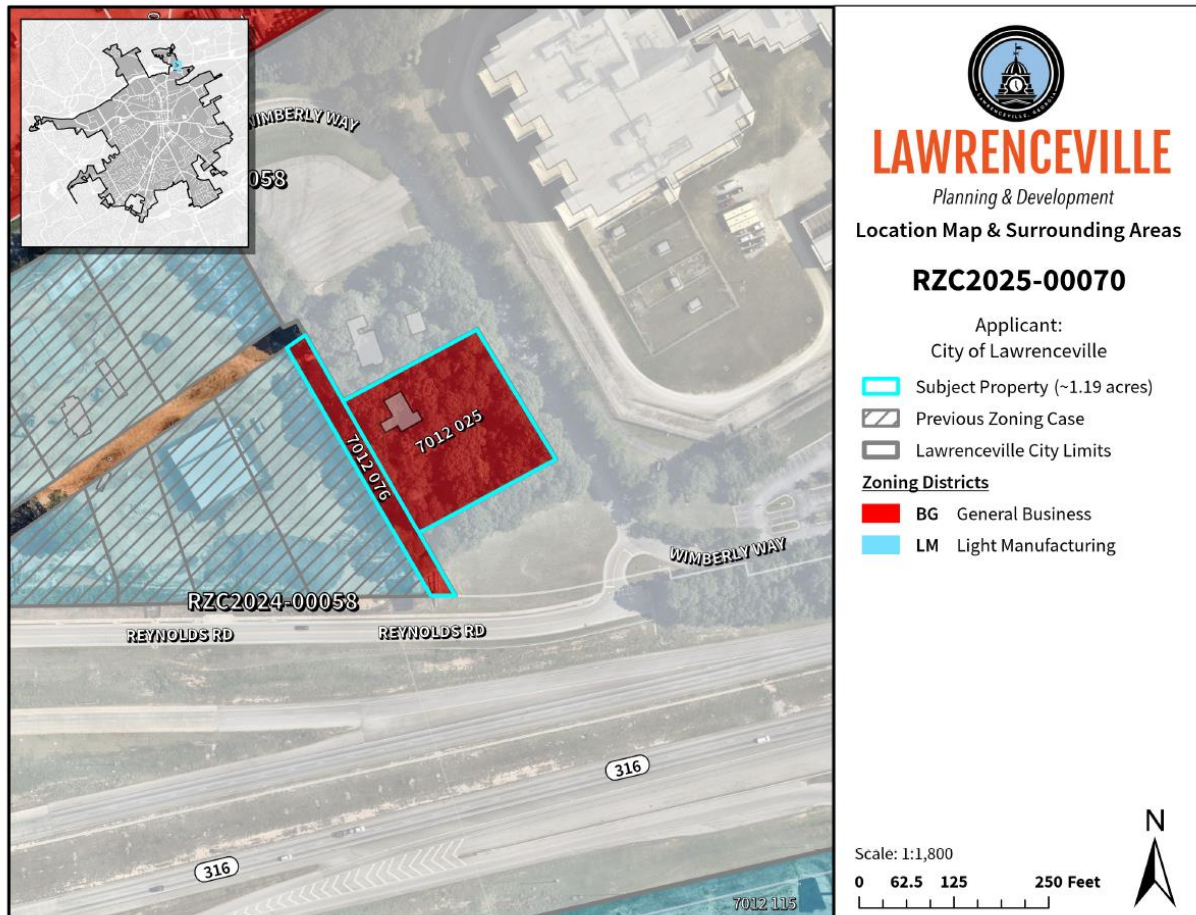 WIMBERLY WAY
058
7012 025
7012 076
WIMBERLY WAY
RZC2024-00058
REYNOLDS RD
REYNOLDS RD
316
316
7012 115
LAWRENCEVILLE, GEORGIA
LAWRENCEVILLE
Planning & Development
Location Map & Surrounding Areas
RZC2025-00070
Applicant:
City of Lawrenceville
Subject Property (~1.19 acres)
Previous Zoning Case
Lawrenceville City Limits
Zoning Districts
BG General Business
LM Light Manufacturing
N
Scale: 1:1,800
0 62.5 125 250 Feet